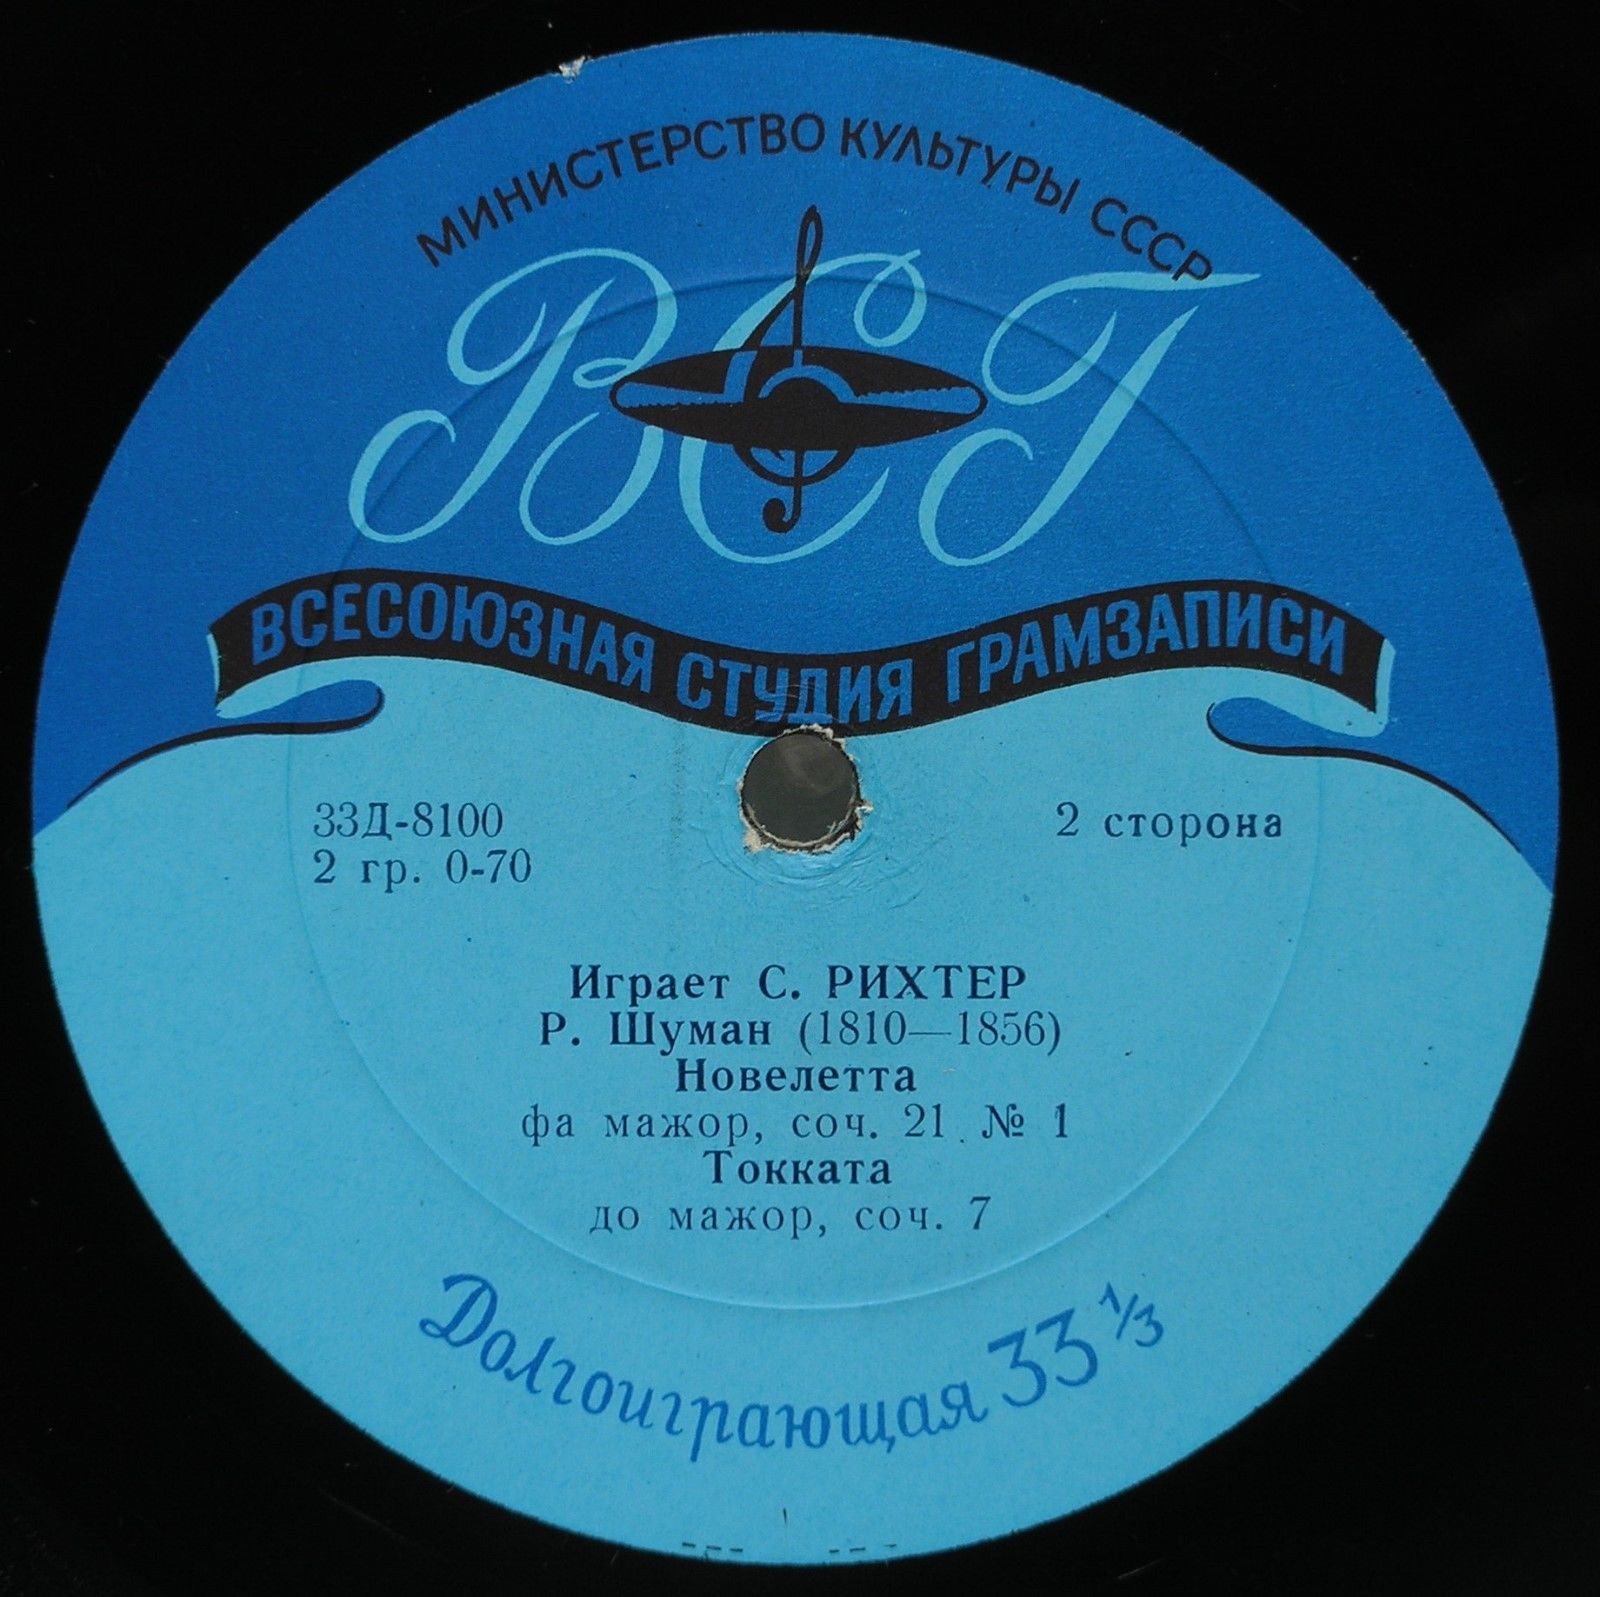 МИНИСТЕРСТВО КУЛЬТУРЫ СССР
ВСГ
ВСЕСОЮЗНАЯ СТУДИЯ ГРАМЗАПИСИ
33Д-8100
2 сторона
2 гр. 0-70
Играет С. РИХТЕР
Р. Шуман (1810—1856)
Новелетта
фа мажор, соч. 21 № 1
Токката
до мажор, соч. 7
Долгоиграющая 33 1/3